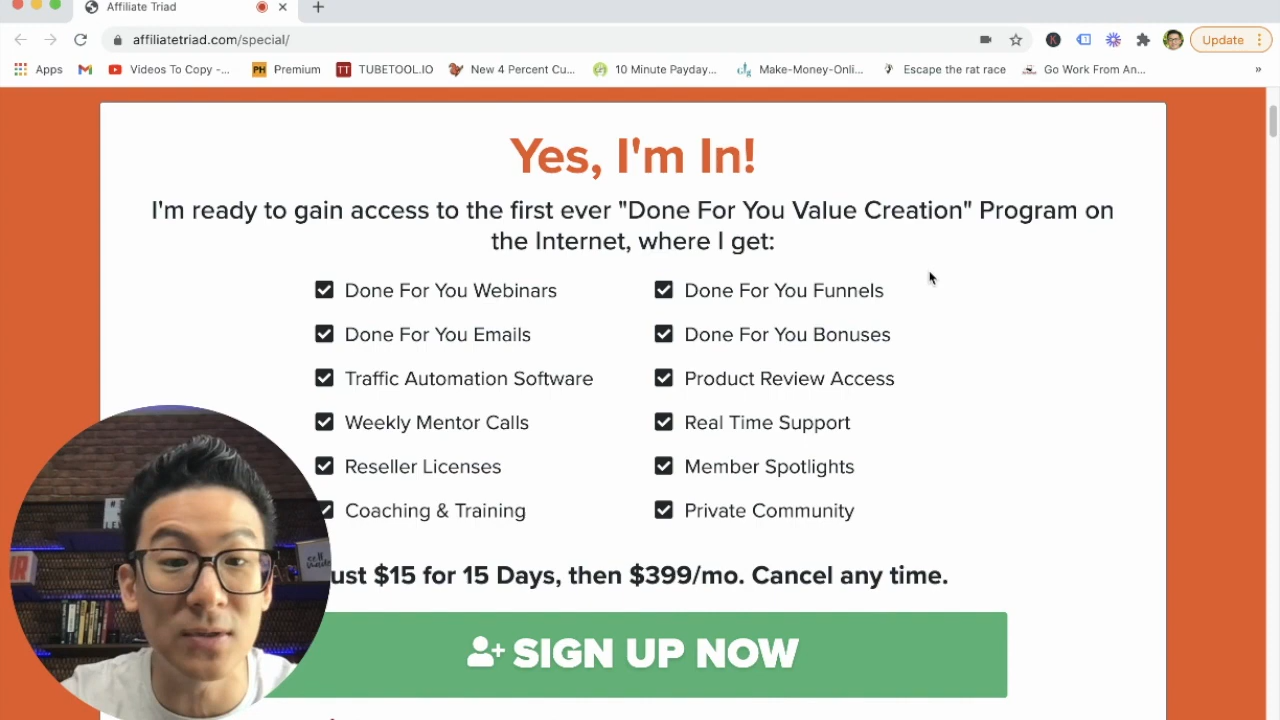 Affiliate Triad
affiliatetriad.com/special/
Update
Apps
Videos To Copy -...
PH Premium
TT TUBETOOL.IO
New 4 Percent Cu...
10 Minute Payday...
Make-Money-Onli...
Escape the rat race
Go Work From An...
»
Yes, I'm In!
I'm ready to gain access to the first ever "Done For You Value Creation" Program on
the Internet, where I get:
Done For You Webinars
Done For You Funnels
Done For You Emails
Done For You Bonuses
Traffic Automation Software
Product Review Access
Weekly Mentor Calls
Real Time Support
Reseller Licenses
Member Spotlights
Coaching & Training
Private Community
ust $15 for 15 Days, then $399/mo. Cancel any time.
SIGN UP NOW